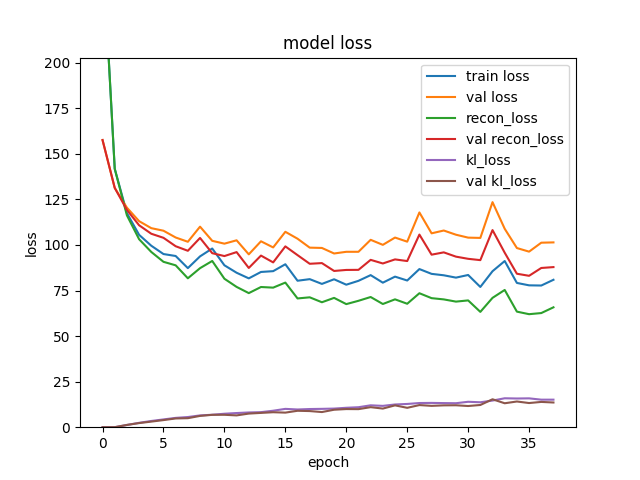 model loss
200
175
150
125
100
75
50
25
0
loss
train loss
val loss
recon_loss
val recon_loss
kl_loss
val kl_loss
0 5 10 15 20 25 30 35
epoch